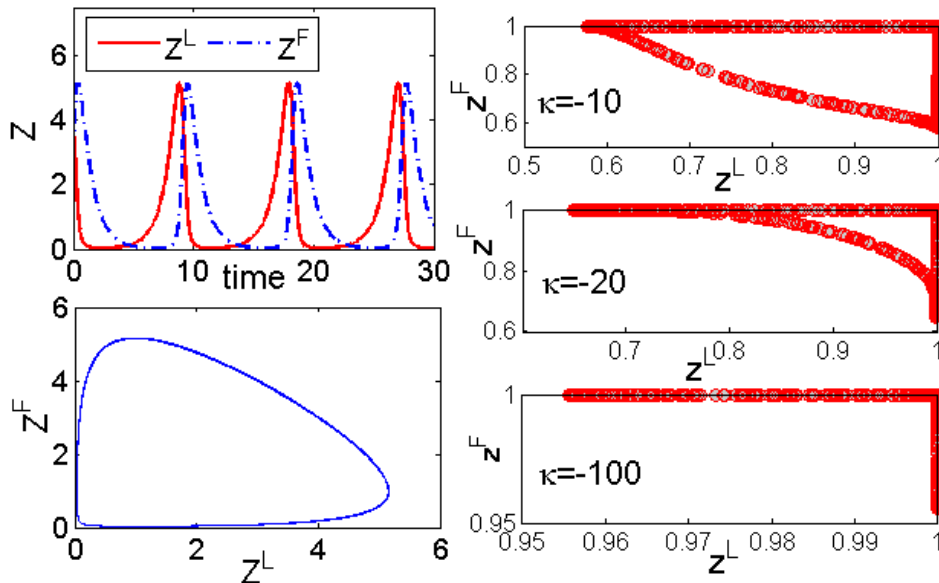 Z^L Z^F
Z
6
4
2
0
0 10 20 30
time
Z^F
6
4
2
0
0 2 4 6
Z^L
z^F
1
0.8
0.6
κ=-10
0.5 0.6 0.7 0.8 0.9 1
z^L
z^F
1
0.8
0.6
κ=-20
0.7 0.8 0.9 1
z^L
z^F
1
0.95
κ=-100
0.95 0.96 0.97 0.98 0.99 1
z^L